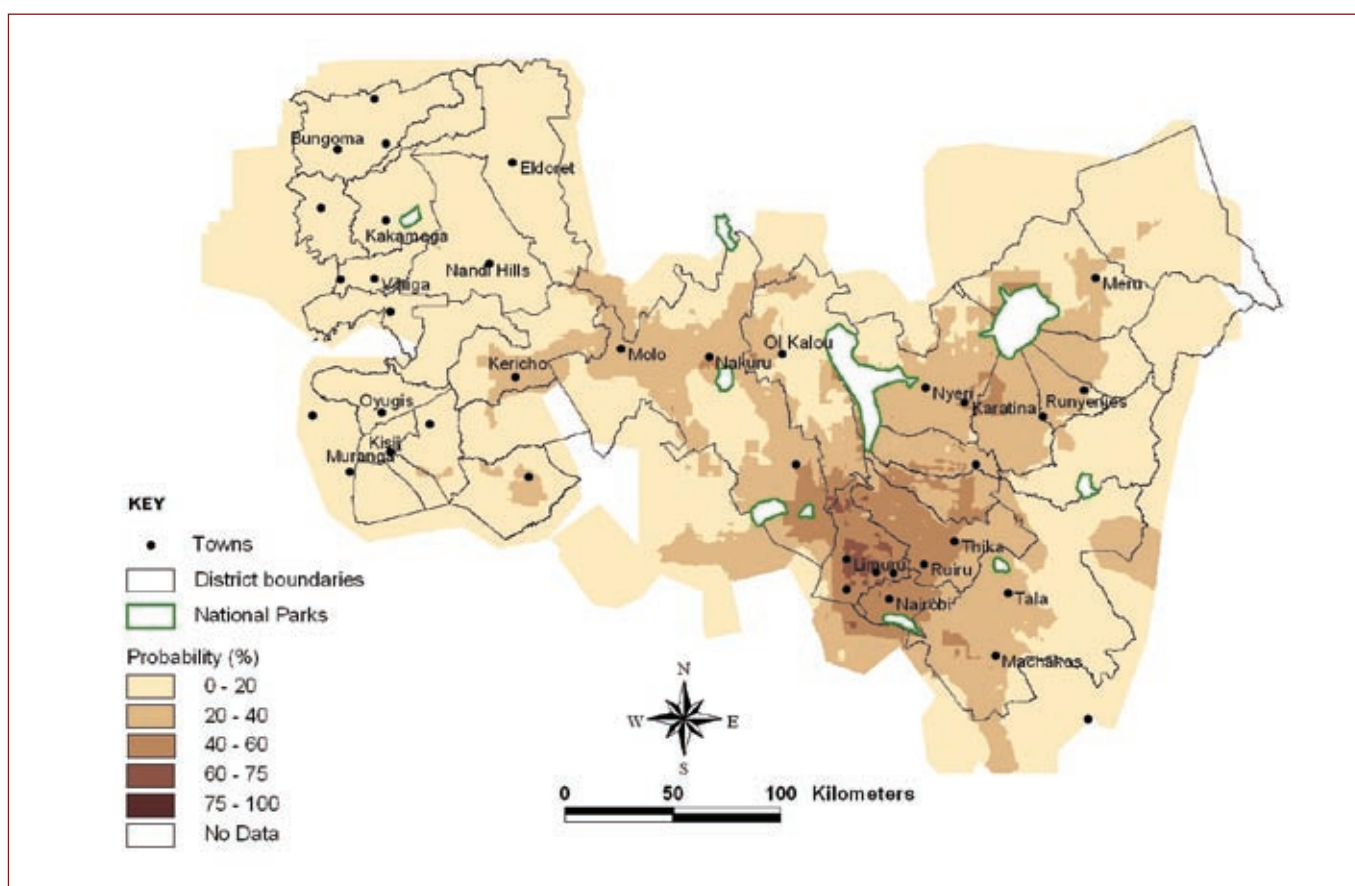 Bungoma
Eldoret
Kakamega
Nandi Hills
Vihiga
Meru
Molo
Nakuru
Ol Kalou
Kericho
Nyeri
Karatina
Runyenjes
Oyugis
Kisii
Muranga
KEY
Towns
District boundaries
National Parks
Thika
Limuru
Ruiru
Nairobi
Tala
Machakos
Probability (%)
0 - 20
20 - 40
40 - 60
60 - 75
75 - 100
No Data
N
W E
S
0 50 100 Kilometers